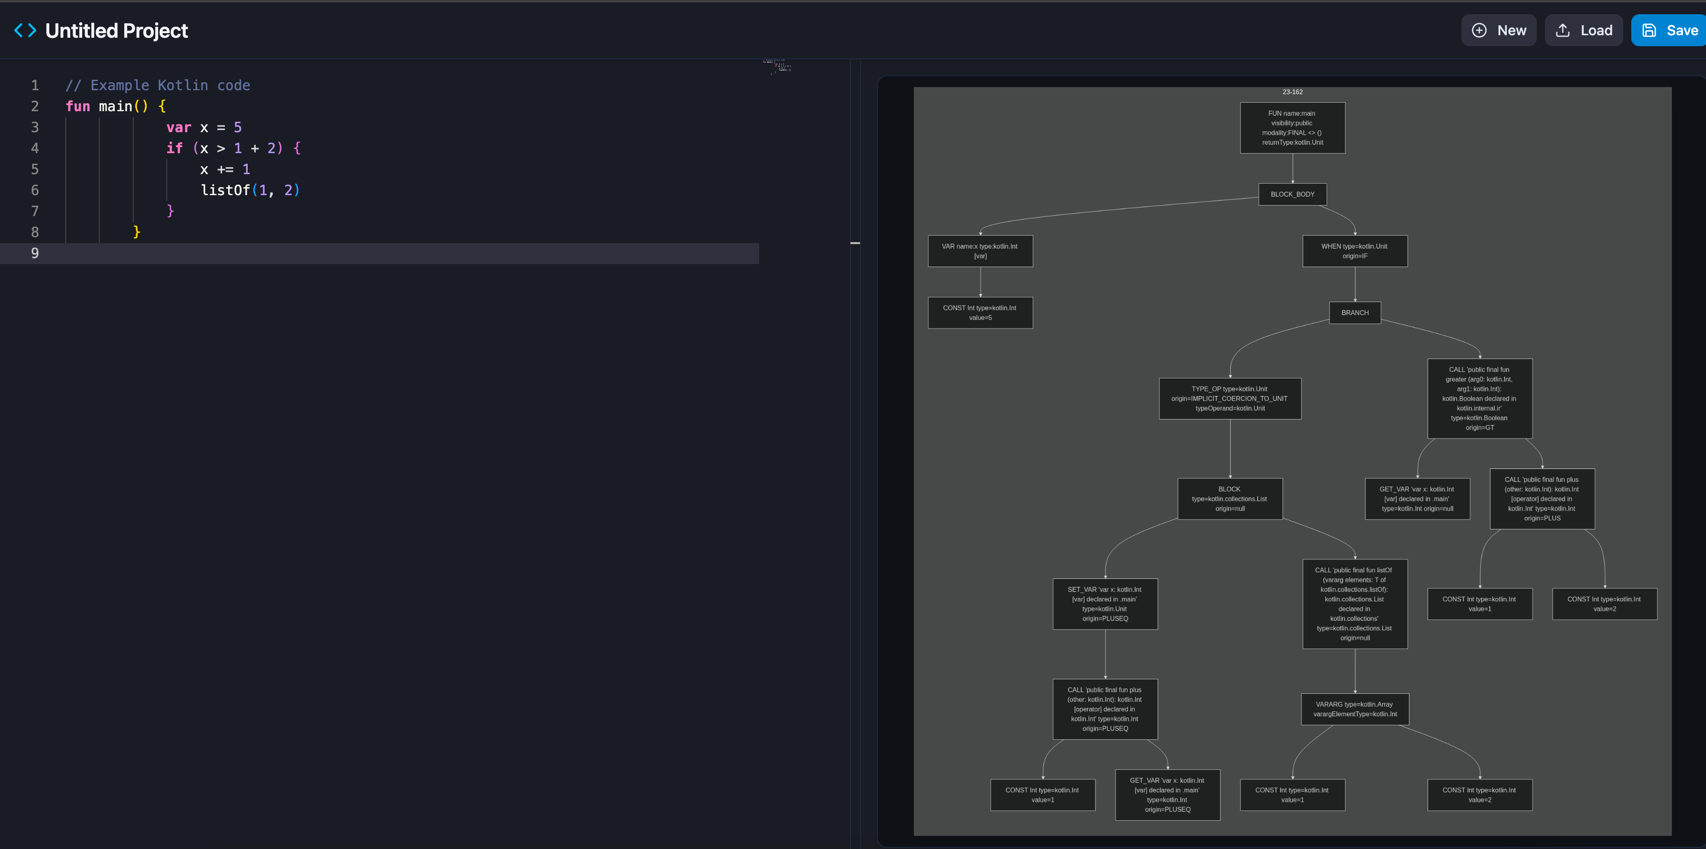 <> Untitled Project
New
Load
Save
1 // Example Kotlin code
2 fun main() {
3 var x = 5
4 if (x > 1 + 2) {
5 x += 1
6 listOf(1, 2)
7 }
8 }
9
23-162
FUN name:main
visibility:public
modality:FINAL <> ()
returnType:kotlin.Unit
BLOCK_BODY
VAR name:x type:kotlin.Int
[var]
WHEN type=kotlin.Unit
origin=IF
CONST Int type=kotlin.Int
value=5
BRANCH
TYPE_OP type=kotlin.Unit
origin=IMPLICIT_COERCION_TO_UNIT
typeOperand=kotlin.Unit
CALL 'public final fun
greater (arg0: kotlin.Int,
arg1: kotlin.Int):
kotlin.Boolean declared in
kotlin.internal.ir'
type=kotlin.Boolean
origin=GT
BLOCK
type=kotlin.collections.List
origin=null
GET_VAR 'var x: kotlin.Int
[var] declared in .main'
type=kotlin.Int origin=null
CALL 'public final fun plus
(other: kotlin.Int): kotlin.Int
[operator] declared in
kotlin.Int' type=kotlin.Int
origin=PLUS
SET_VAR 'var x: kotlin.Int
[var] declared in .main'
type=kotlin.Unit
origin=PLUSEQ
CALL 'public final fun listOf
(vararg elements: T of
kotlin.collections.listOf):
kotlin.collections.List
declared in
kotlin.collections'
type=kotlin.collections.List
origin=null
CONST Int type=kotlin.Int
value=1
CONST Int type=kotlin.Int
value=2
CALL 'public final fun plus
(other: kotlin.Int): kotlin.Int
[operator] declared in
kotlin.Int' type=kotlin.Int
origin=PLUSEQ
VARARG type=kotlin.Array
varargElementType=kotlin.Int
CONST Int type=kotlin.Int
value=1
GET_VAR 'var x: kotlin.Int
[var] declared in .main'
type=kotlin.Int
origin=PLUSEQ
CONST Int type=kotlin.Int
value=1
CONST Int type=kotlin.Int
value=2